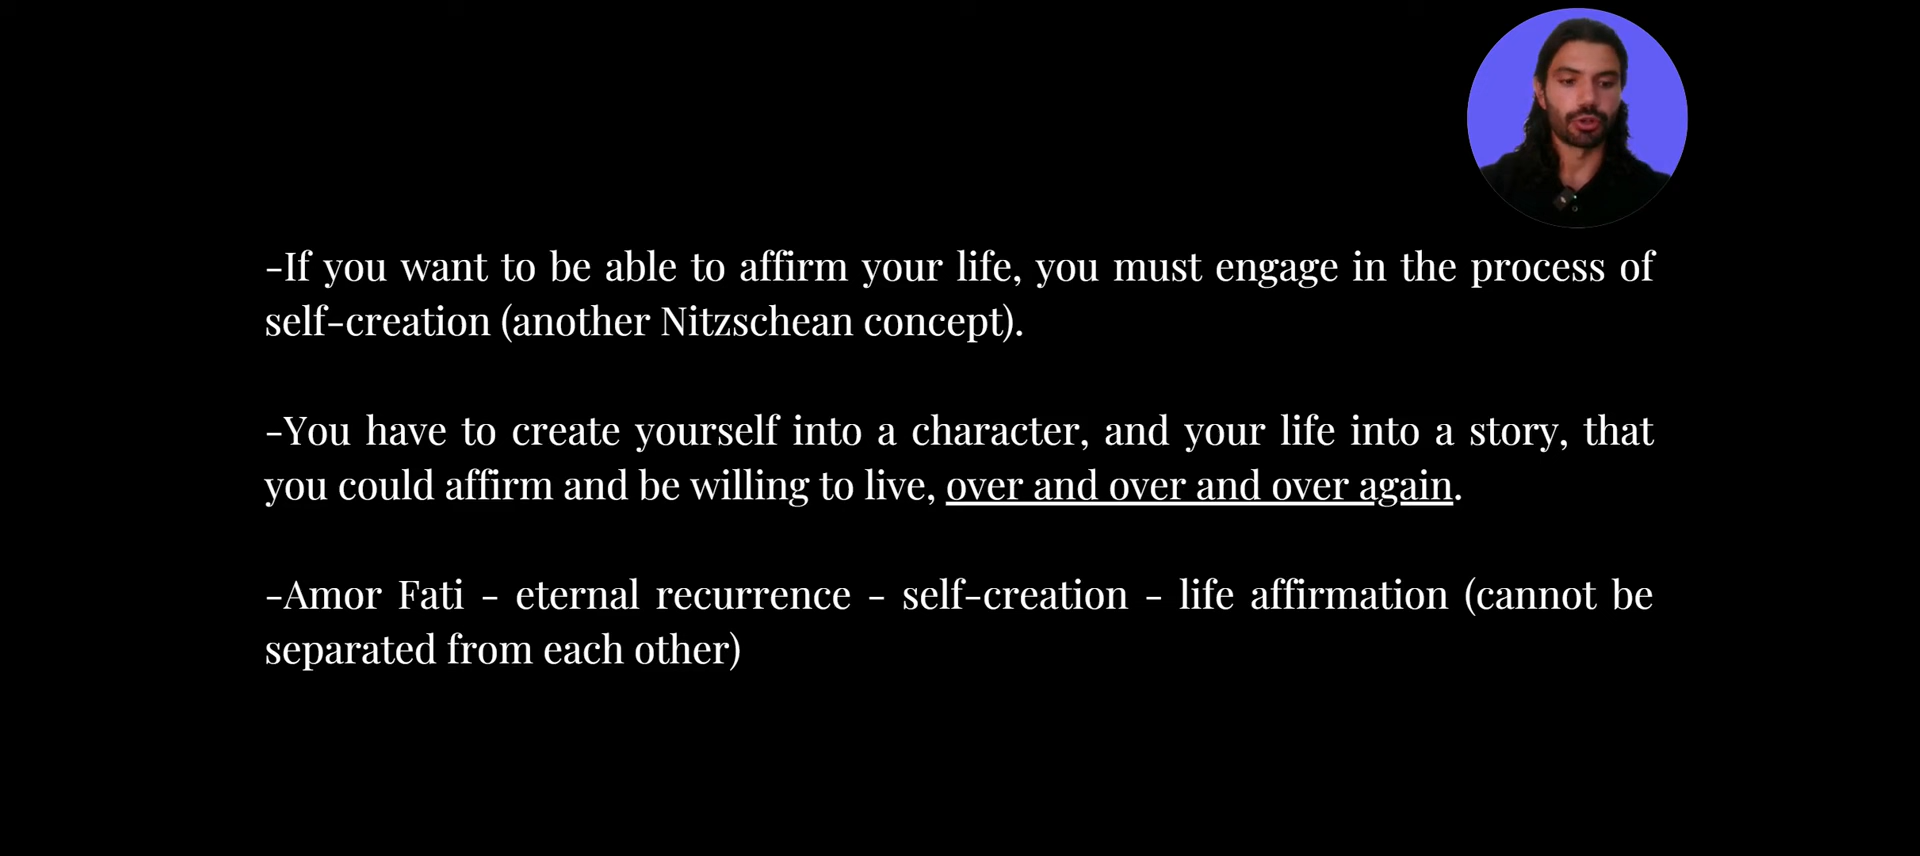 -If you want to be able to affirm your life, you must engage in the process of
self-creation (another Nitzschean concept).
-You have to create yourself into a character, and your life into a story, that
you could affirm and be willing to live, over and over and over again.
-Amor Fati - eternal recurrence - self-creation - life affirmation (cannot be
separated from each other)